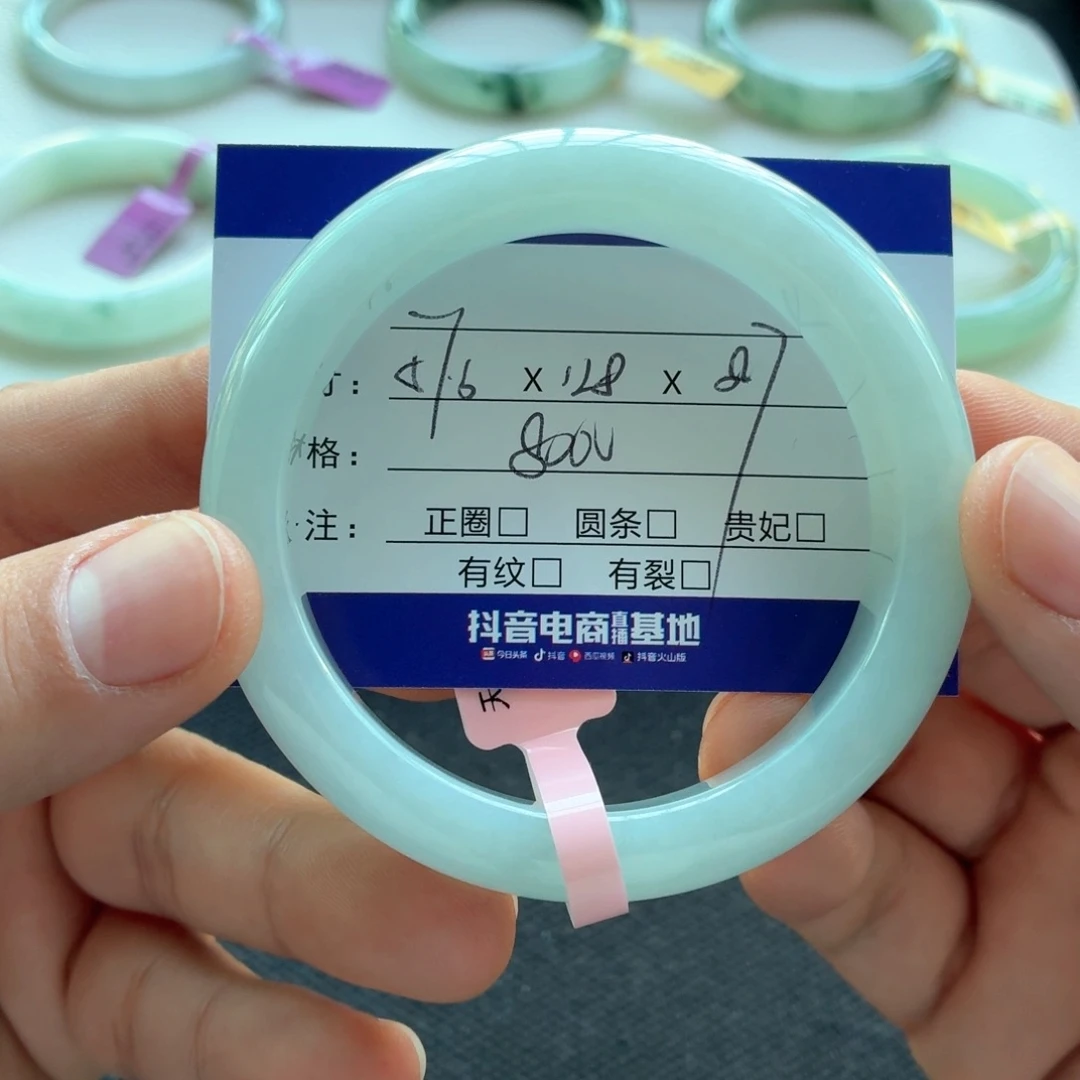 寸： 57.6 X 12.8 X 8
格： 8000
注： 正圈□ 圆条□ 贵妃□
有纹□ 有裂□
抖音电商直播基地
今日头条 抖音 西瓜视频 抖音火山版
天